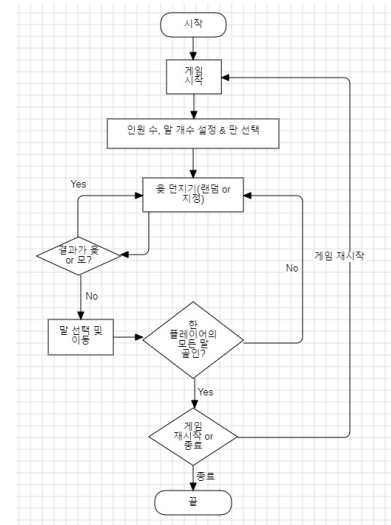 시작
게임
시작
인원 수, 말 개수 설정 & 판 선택
윷 던지기(랜덤 or
지정)
Yes
결과가 윷
or 모?
게임 재시작
No
No
말 선택 및
이동
한
플레이어의
모든 말
골인?
Yes
게임
재시작 or
종료
종료
끝